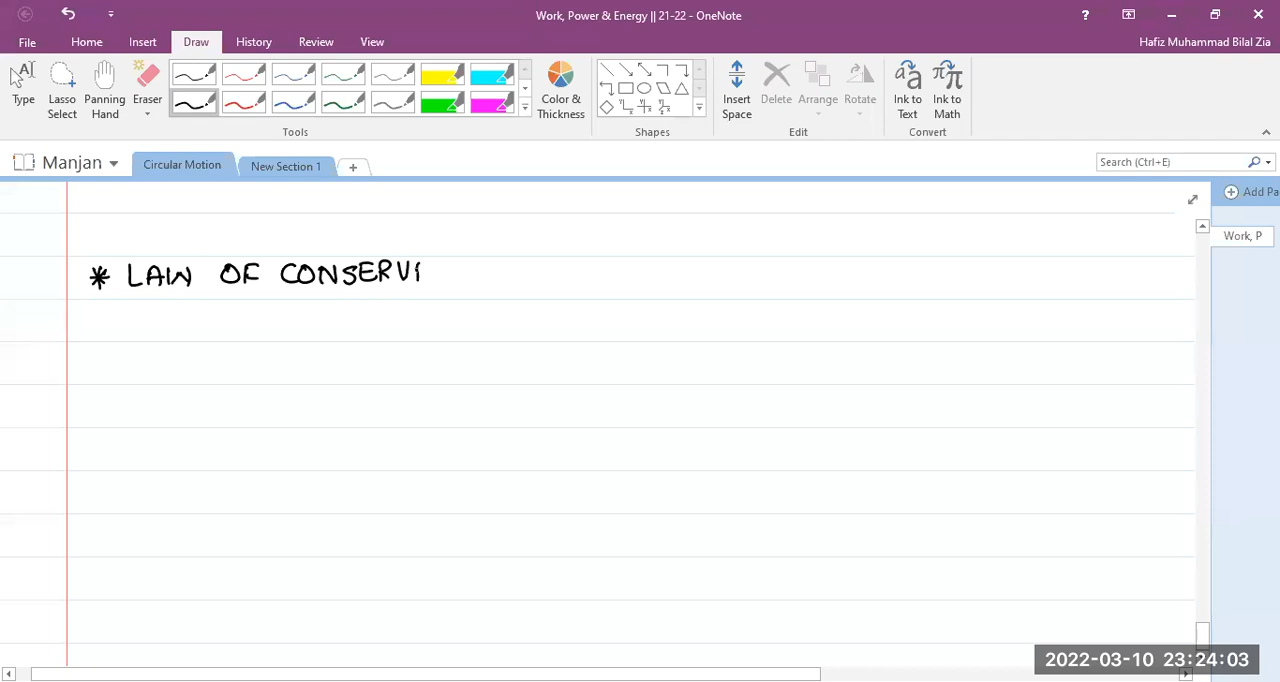 Work, Power & Energy || 21-22 - OneNote
File Home Insert Draw History Review View Hafiz Muhammad Bilal Zia
Type
Lasso Select
Panning Hand
Eraser
Color & Thickness
Insert Space
Delete
Arrange
Rotate
Ink to Text
Ink to Math
Tools Shapes Edit Convert
Manjan Circular Motion New Section 1 + Search (Ctrl+E)
Add Pa
Work, P
* LAW OF CONSERVI
2022-03-10 23:24:03